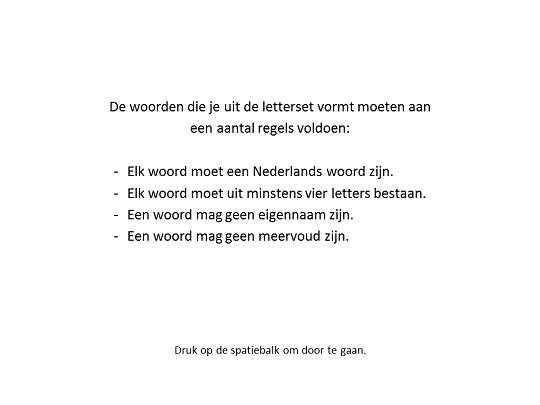 De woorden die je uit de letterset vormt moeten aan
een aantal regels voldoen:
- Elk woord moet een Nederlands woord zijn.
- Elk woord moet uit minstens vier letters bestaan.
- Een woord mag geen eigennaam zijn.
- Een woord mag geen meervoud zijn.
Druk op de spatiebalk om door te gaan.